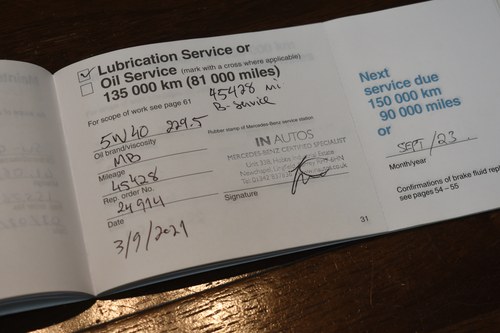 Lubrication Service or
Oil Service (mark with a cross where applicable)
135 000 km (81 000 miles)
For scope of work see page 61
45428 mi
B-Service
5W40 229.5
Oil brand/viscosity
MB
Mileage
45428
Rep. order No.
24914
Date
3/9/2021
Rubber stamp of Mercedes-Benz service station
IN AUTOS
MERCEDES-BENZ CERTIFIED SPECIALIST
Signature
31
Next
service due
150 000 km
90 000 miles
or
SEPT/23
Month/year
Confirmations of brake fluid
see pages 54 – 55